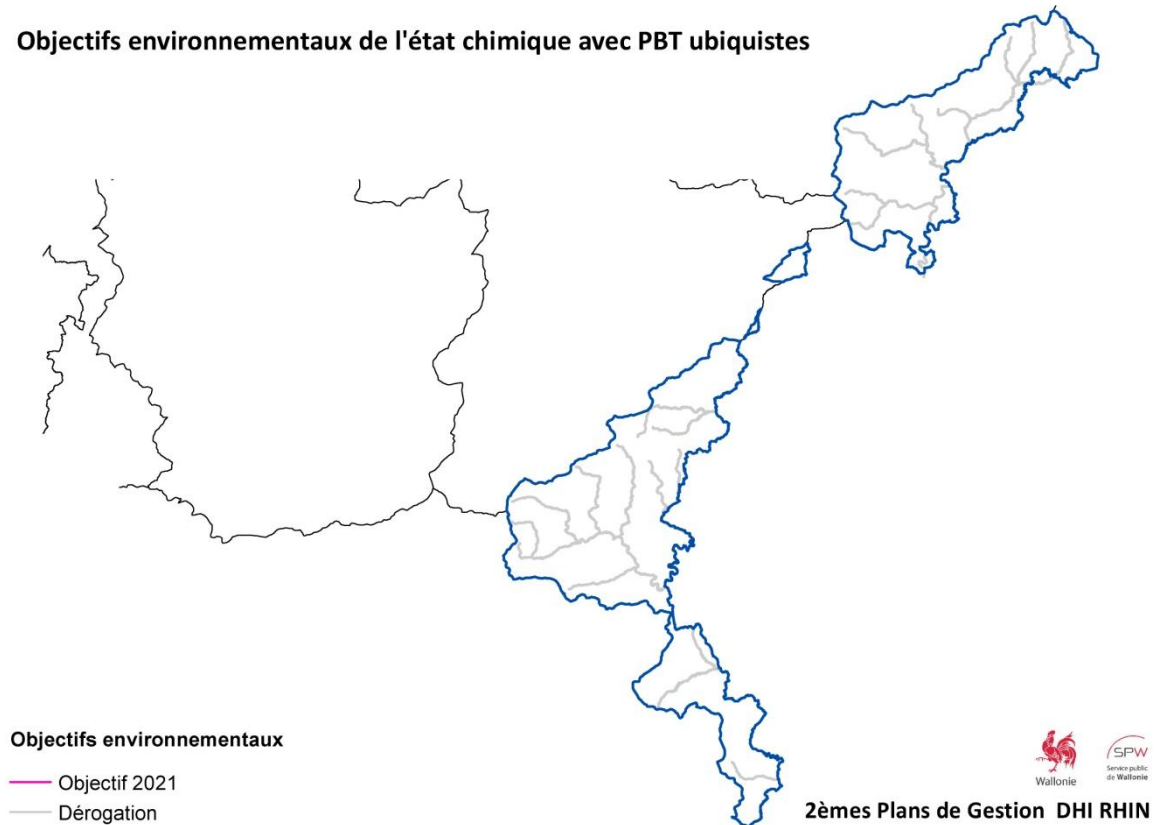 Objectifs environnementaux de l'état chimique avec PBT ubiquistes
Objectifs environnementaux
Objectif 2021
Dérogation
Wallonie
SPW
Service public
de Wallonie
2èmes Plans de Gestion DHI RHIN